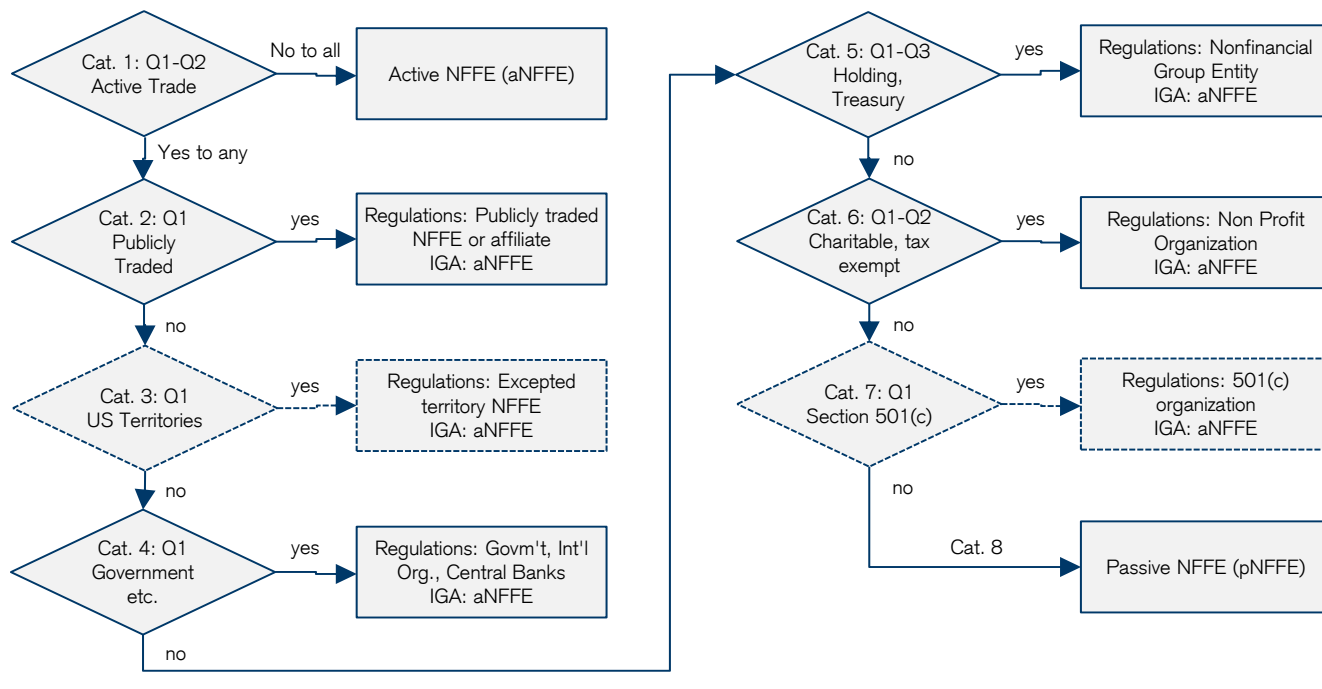 Cat. 1: Q1-Q2
Active Trade
No to all
Active NFFE (aNFFE)
Yes to any
Cat. 2: Q1
Publicly
Traded
yes
Regulations: Publicly traded
NFFE or affiliate
IGA: aNFFE
no
Cat. 3: Q1
US Territories
yes
Regulations: Excepted
territory NFFE
IGA: aNFFE
no
Cat. 4: Q1
Government
etc.
yes
Regulations: Govm't, Int'l
Org., Central Banks
IGA: aNFFE
no
Cat. 5: Q1-Q3
Holding,
Treasury
yes
Regulations: Nonfinancial
Group Entity
IGA: aNFFE
no
Cat. 6: Q1-Q2
Charitable, tax
exempt
yes
Regulations: Non Profit
Organization
IGA: aNFFE
no
Cat. 7: Q1
Section 501(c)
yes
Regulations: 501(c)
organization
IGA: aNFFE
no
Cat. 8
Passive NFFE (pNFFE)